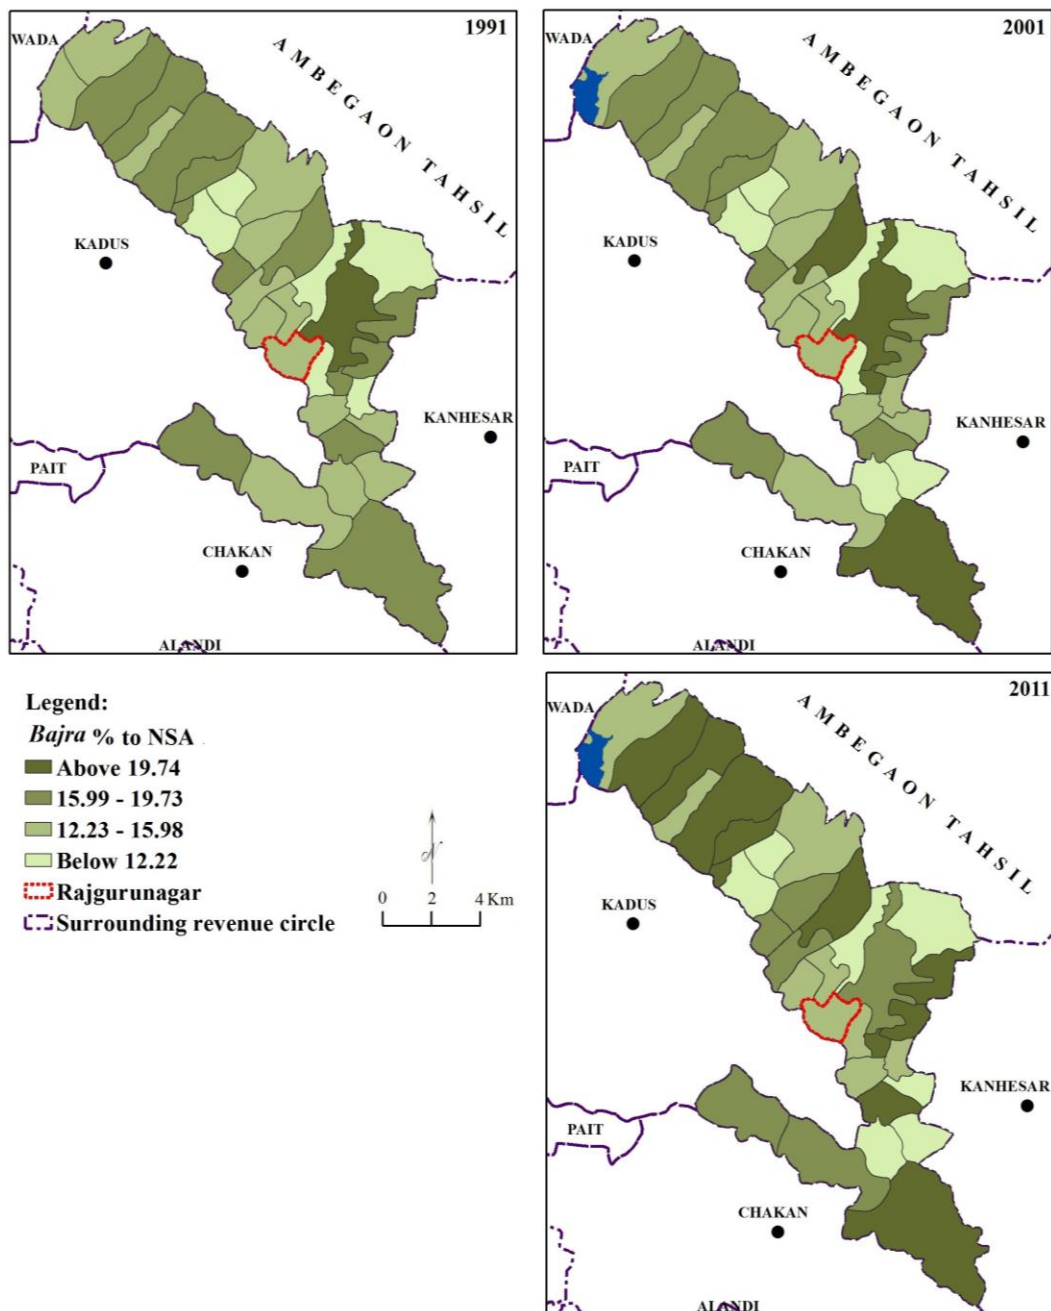 1991
WADA
AMBEGAON TAHSIL
KADUS
KANHESAR
PAIT
CHAKAN
ALANDI
2001
WADA
AMBEGAON TAHSIL
KADUS
KANHESAR
PAIT
CHAKAN
ALANDI
Legend:
Bajra % to NSA
Above 19.74
15.99 - 19.73
12.23 - 15.98
Below 12.22
Rajgurunagar
Surrounding revenue circle
N
0 2 4 Km
2011
WADA
AMBEGAON TAHSIL
KADUS
KANHESAR
PAIT
CHAKAN
ALANDI